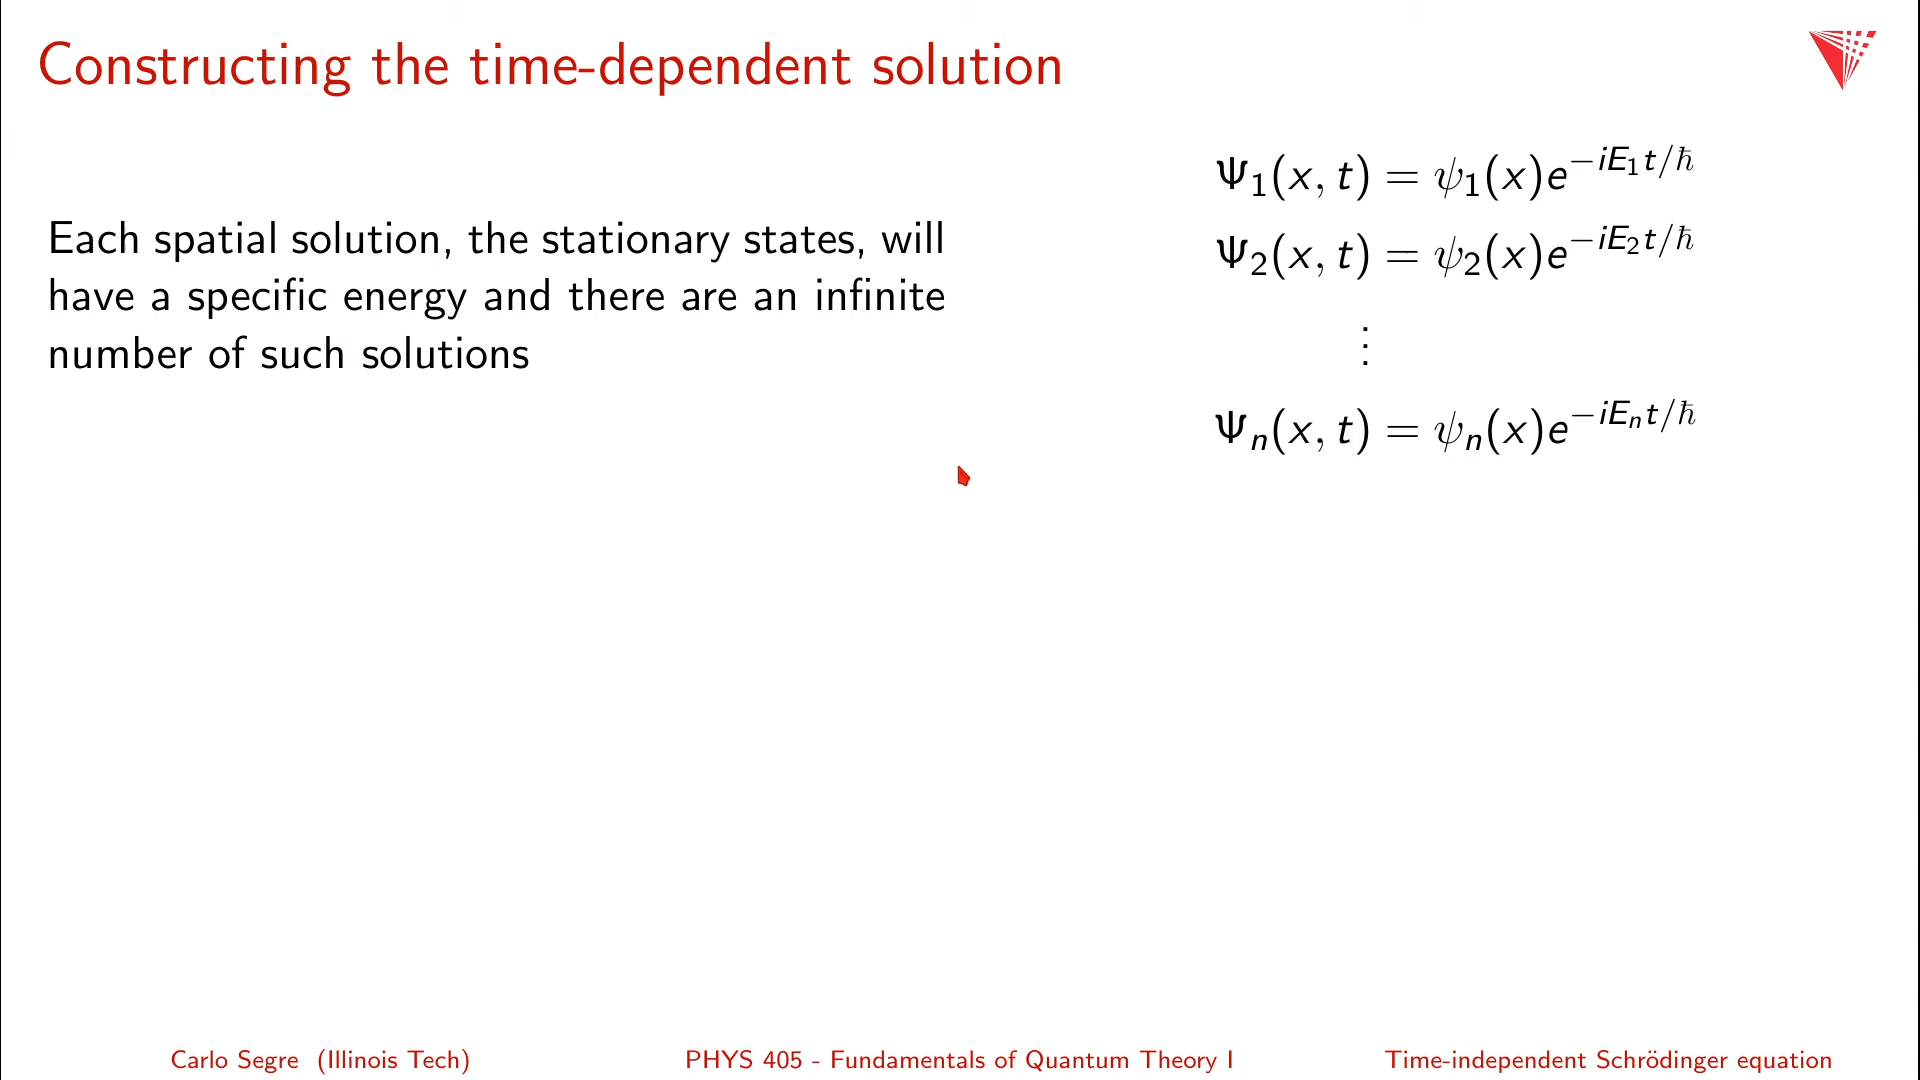 Constructing the time-dependent solution
Each spatial solution, the stationary states, will
have a specific energy and there are an infinite
number of such solutions
Ψ₁(x, t) = ψ₁(x)e^{−iE₁t/ħ}
Ψ₂(x, t) = ψ₂(x)e^{−iE₂t/ħ}
⋮
Ψₙ(x, t) = ψₙ(x)e^{−iEₙt/ħ}
Carlo Segre (Illinois Tech)
PHYS 405 - Fundamentals of Quantum Theory I
Time-independent Schrödinger equation